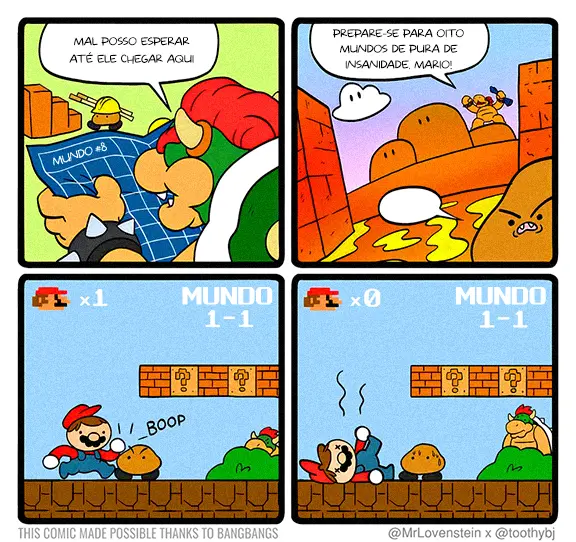 MAL POSSO ESPERAR
ATÉ ELE CHEGAR AQUI
MUNDO #8
PREPARE-SE PARA OITO
MUNDOS DE PURA DE
INSANIDADE, MARIO!
x1
MUNDO
1-1
BOOP
x0
MUNDO
1-1
THIS COMIC MADE POSSIBLE THANKS TO BANGBANGS
@MrLovenstein x @toothybj